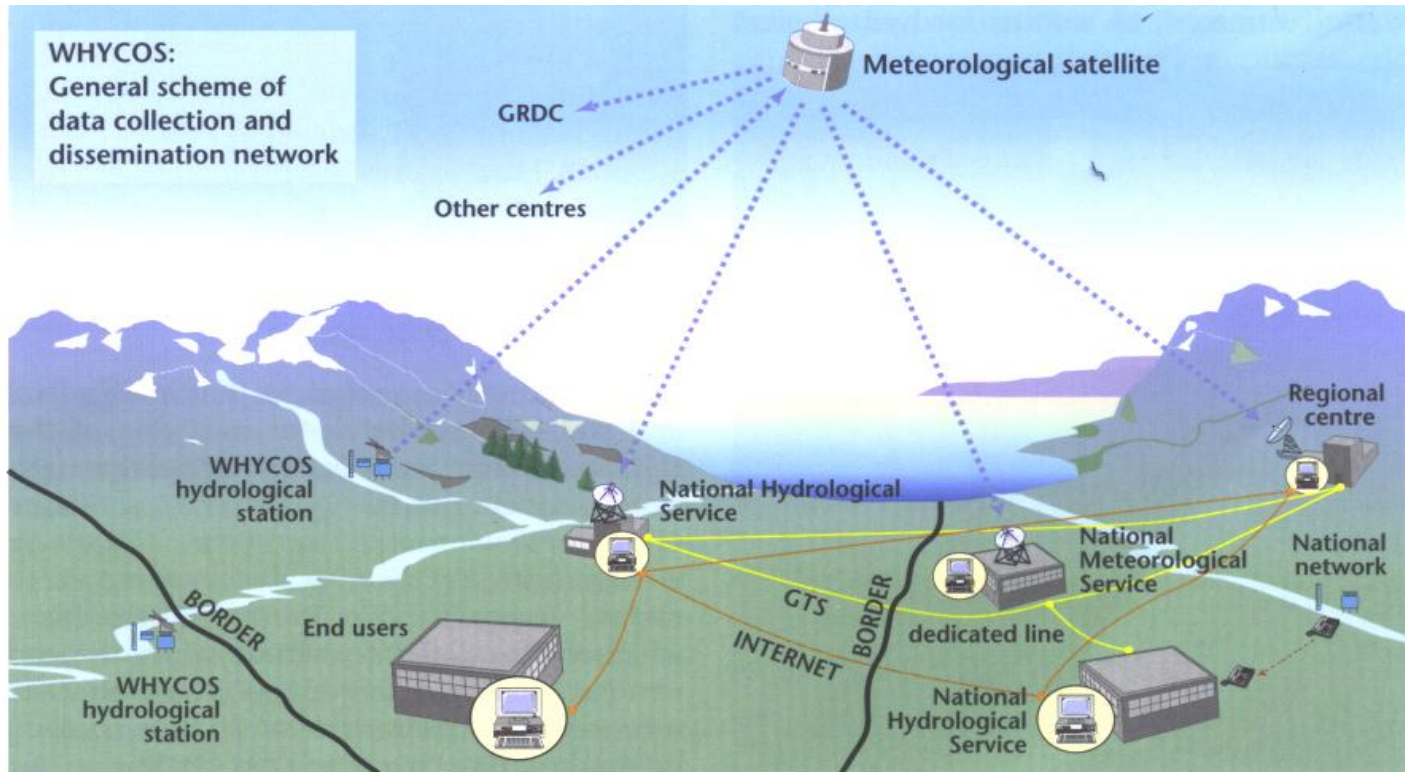 WHYCOS:
General scheme of
data collection and
dissemination network
Meteorological satellite
GRDC
Other centres
Regional
centre
WHYCOS
hydrological
station
National Hydrological
Service
National
Meteorological
Service
National
network
BORDER
End users
GTS
INTERNET
BORDER
dedicated line
WHYCOS
hydrological
station
National
Hydrological
Service